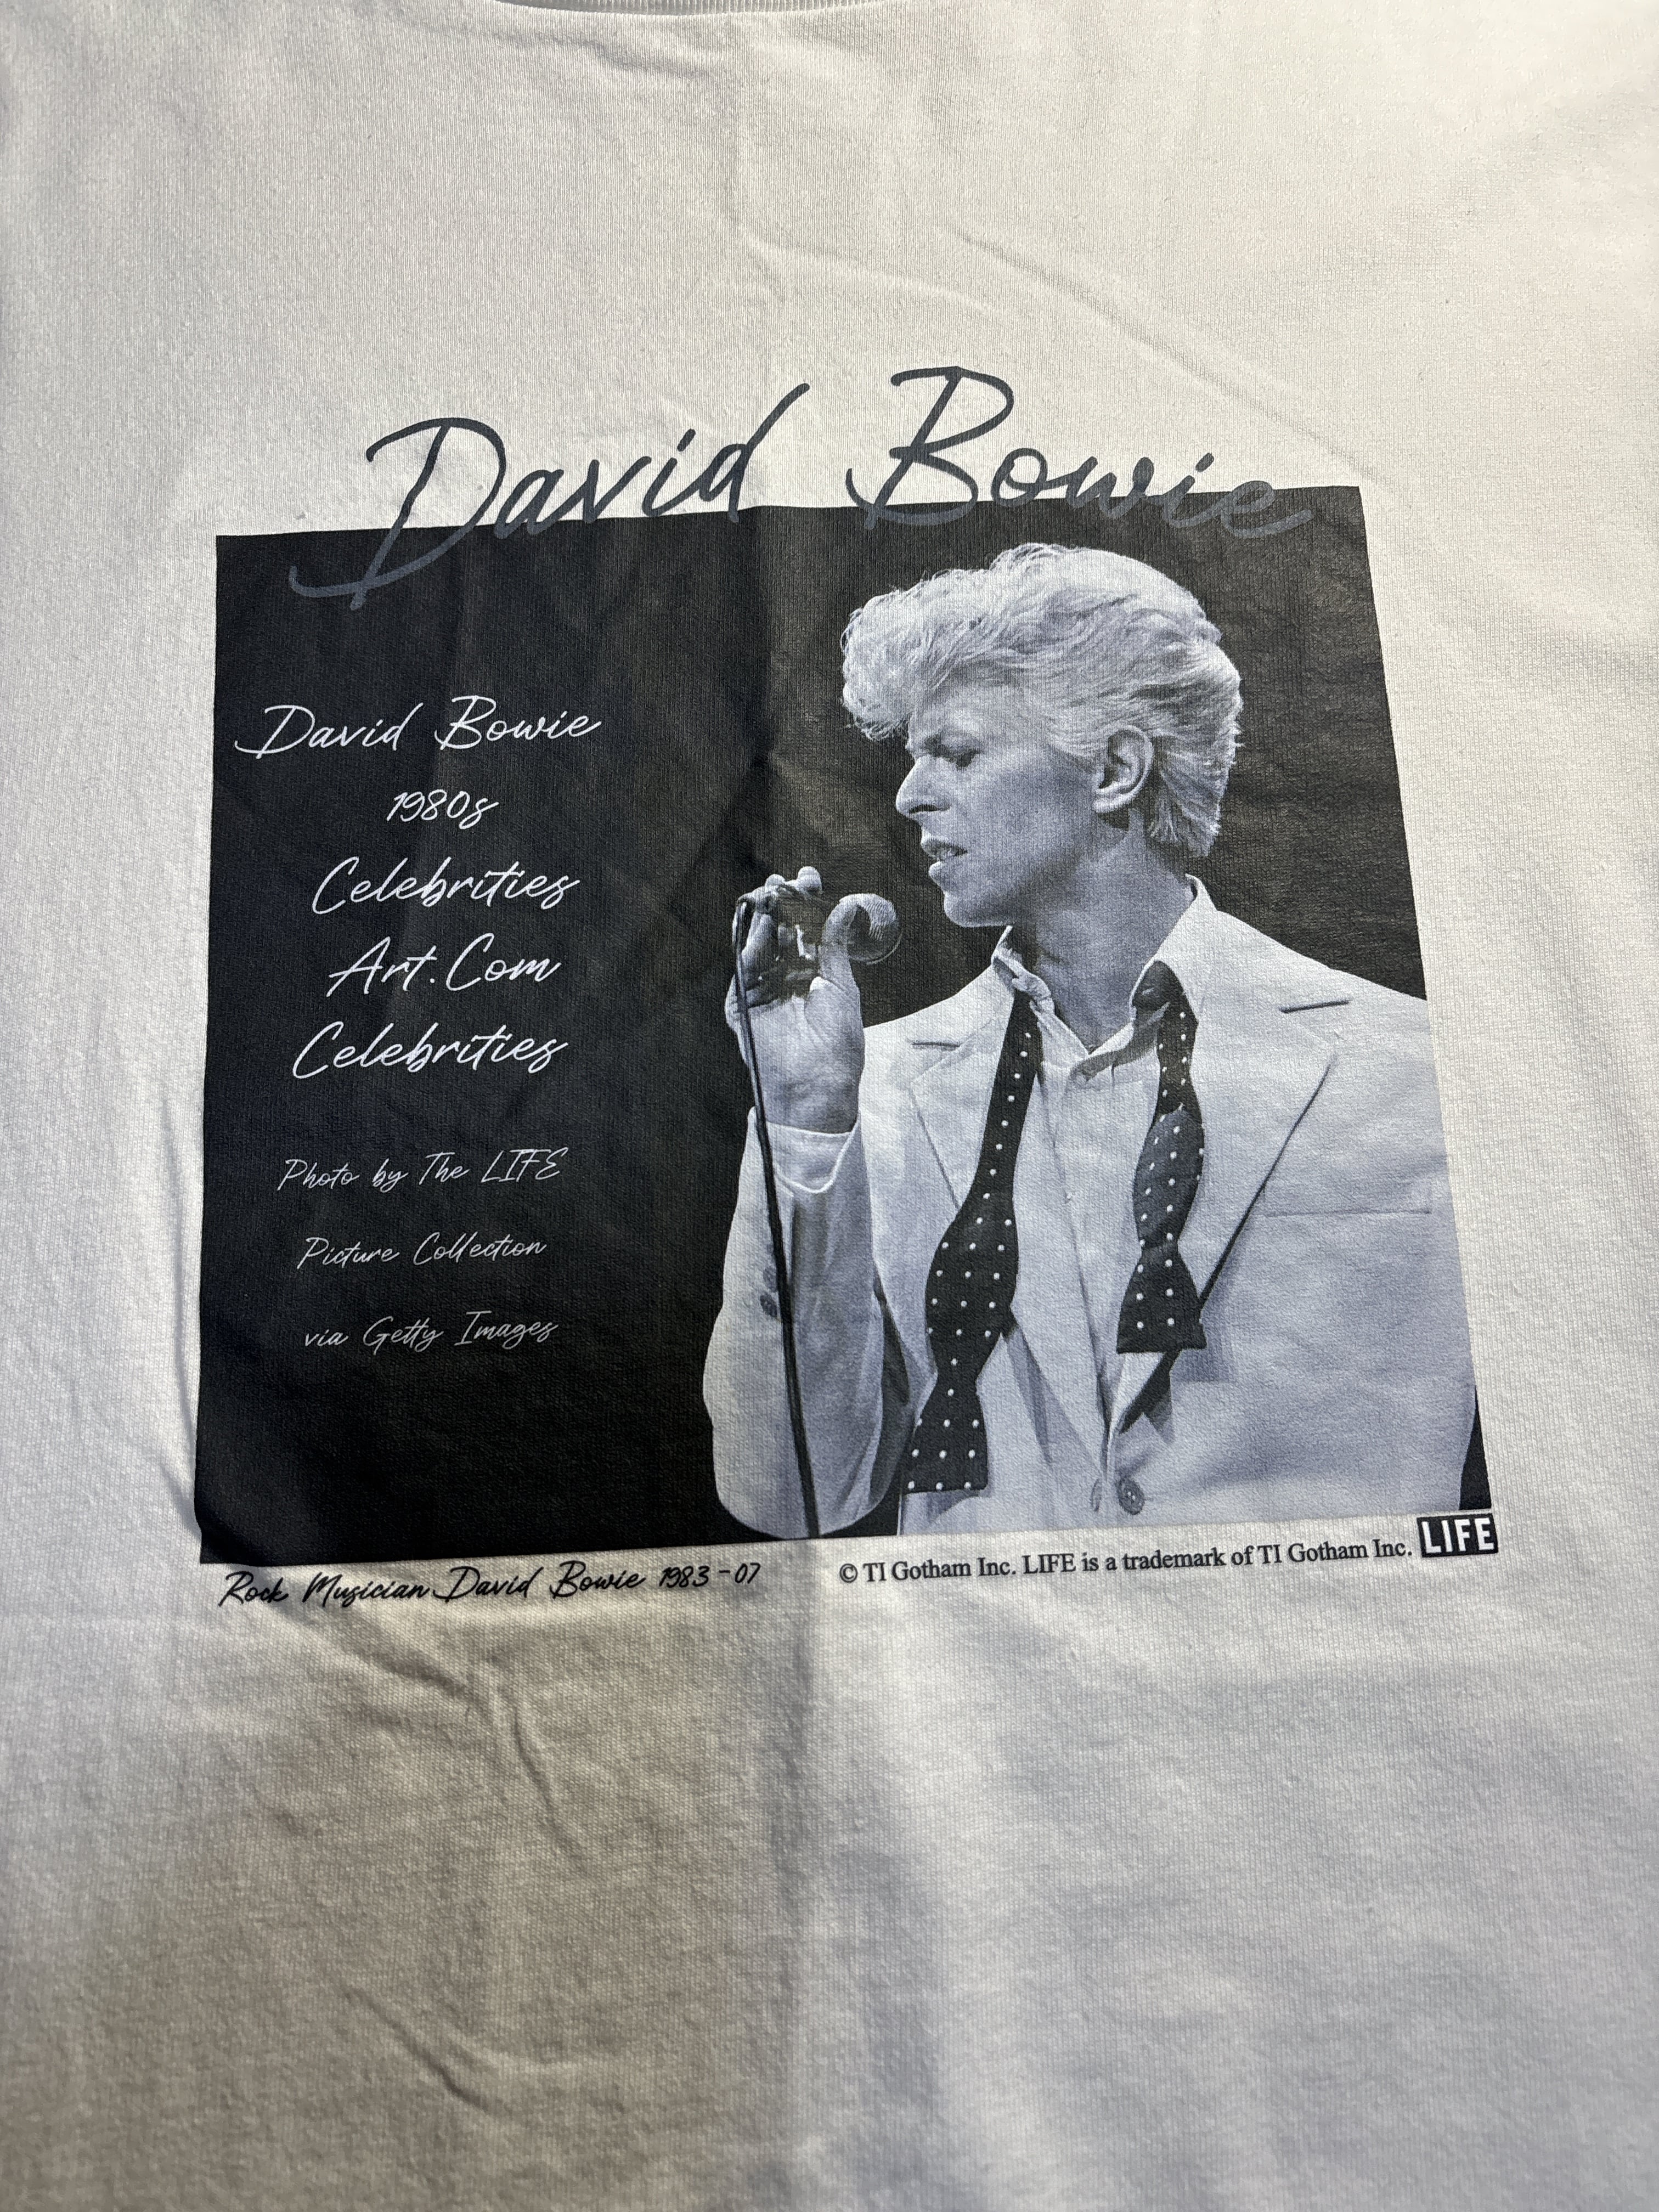 David Bowie
David Bowie
1980s
Celebrities
Art.Com
Celebrities
Photo by The LIFE
Picture Collection
via Getty Images
Rock Musician David Bowie 1983-07
© TI Gotham Inc. LIFE is a trademark of TI Gotham Inc.
LIFE